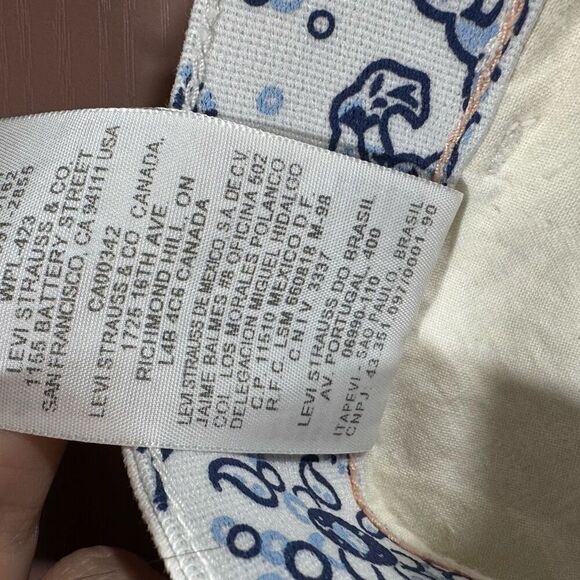 WPL 423
LEVI STRAUSS & CO.
1155 BATTERY STREET
SAN FRANCISCO, CA 94111 USA
CA00342
LEVI STRAUSS & CO CANADA,
1725 16TH AVE
RICHMOND HILL, ON
L4B 4C6 CANADA
LEVI STRAUSS DE MEXICO S.A. DE C.V.
JAIME BALMES 11B OFICINA 502
COL LOS MORALES POLANCO
DELEGACION MIGUEL HIDALGO
C.P. 11510 MEXICO D.F.
R.F.C. LSM 660818 M-98
C N I V 3337
LEVI STRAUSS DO BRASIL
AV. PORTUGAL, 400
06690-110
ITAPEVI - SAO PAULO, BRASIL
CNPJ. 43 351 097/0001.90